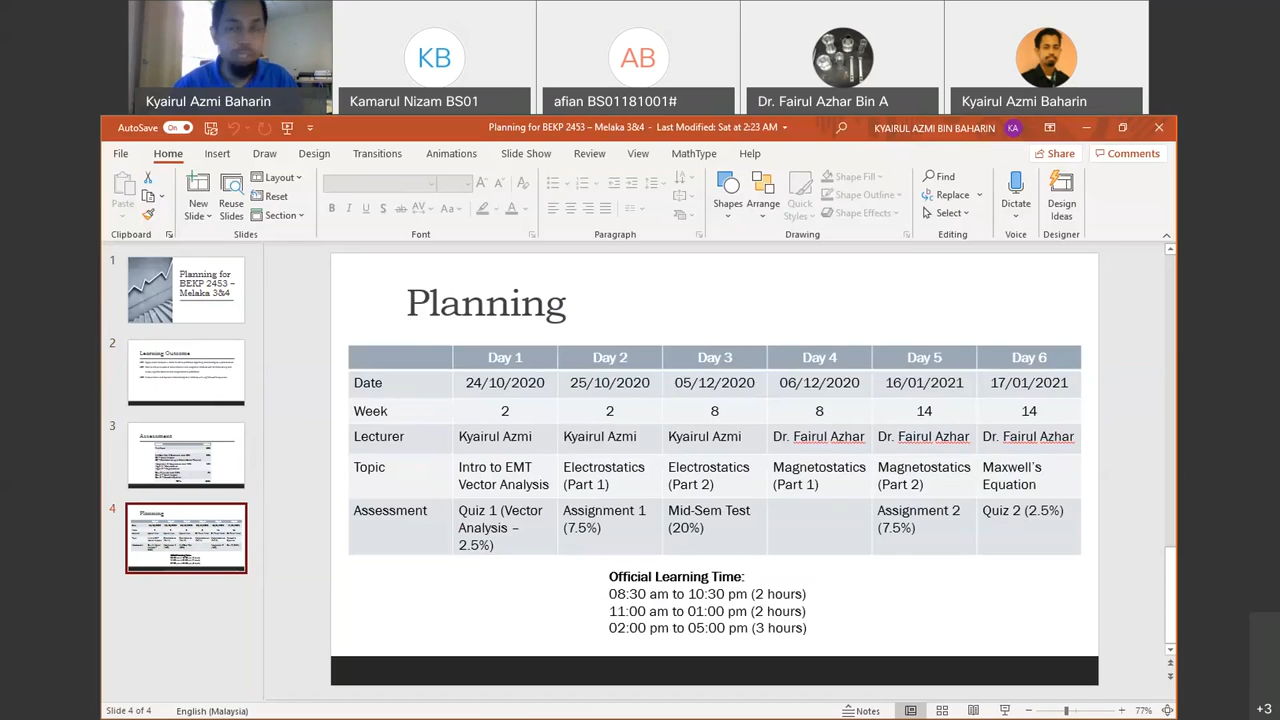 KB
AB
Kyairul Azmi Baharin
Kamarul Nizam BS01
afian BS01181001#
Dr. Fairul Azhar Bin A
Kyairul Azmi Baharin
AutoSave On
Planning for BEKP 2453 – Melaka 3&4 - Last Modified: Sat at 2:23 AM
KYAIRUL AZMI BIN BAHARIN KA
File Home Insert Draw Design Transitions Animations Slide Show Review View MathType Help
Share Comments
Paste
New Slide
Reuse Slides
Layout
Reset
Section
B I U S ab AV Aa A
Shapes
Arrange
Quick Styles
Shape Fill
Shape Outline
Shape Effects
Find
Replace
Select
Dictate
Design Ideas
Clipboard Slides Font Paragraph Drawing Editing Voice Designer
1
Planning for
BEKP 2453 –
Melaka 3&4
2
Learning Outcome
3
Assessment
4
Planning
Planning
Day 1 Day 2 Day 3 Day 4 Day 5 Day 6
Date 24/10/2020 25/10/2020 05/12/2020 06/12/2020 16/01/2021 17/01/2021
Week 2 2 8 8 14 14
Lecturer Kyairul Azmi Kyairul Azmi Kyairul Azmi Dr. Fairul Azhar Dr. Fairul Azhar Dr. Fairul Azhar
Topic Intro to EMT Electrostatics Electrostatics Magnetostatics Magnetostatics Maxwell's
Vector Analysis (Part 1) (Part 2) (Part 1) (Part 2) Equation
Assessment Quiz 1 (Vector Assignment 1 Mid-Sem Test Assignment 2 Quiz 2 (2.5%)
Analysis – (7.5%) (20%) (7.5%)
2.5%)
Official Learning Time:
08:30 am to 10:30 pm (2 hours)
11:00 am to 01:00 pm (2 hours)
02:00 pm to 05:00 pm (3 hours)
Slide 4 of 4 English (Malaysia)
Notes
77%
+3